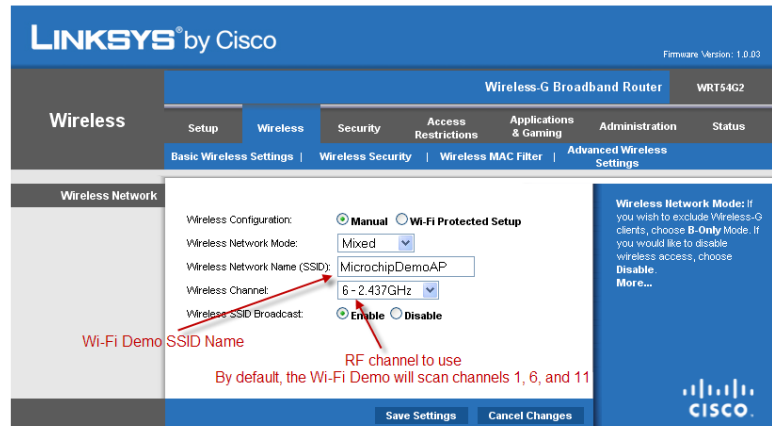 LINKSYS® by Cisco
Firmware Version: 1.0.03
Wireless-G Broadband Router WRT54G2
Wireless
Setup Wireless Security Access Restrictions Applications & Gaming Administration Status
Basic Wireless Settings | Wireless Security | Wireless MAC Filter | Advanced Wireless Settings
Wireless Network
Wireless Configuration: Manual Wi-Fi Protected Setup
Wireless Network Mode: Mixed
Wireless Network Name (SSID): MicrochipDemoAP
Wireless Channel: 6 - 2.437GHz
Wireless SSID Broadcast: Enable Disable
Wi-Fi Demo SSID Name
RF channel to use
By default, the Wi-Fi Demo will scan channels 1, 6, and 11
Wireless Network Mode: If
you wish to exclude Wireless-G
clients, choose B-Only Mode. If
you would like to disable
wireless access, choose
Disable.
More...
Save Settings Cancel Changes
CISCO.